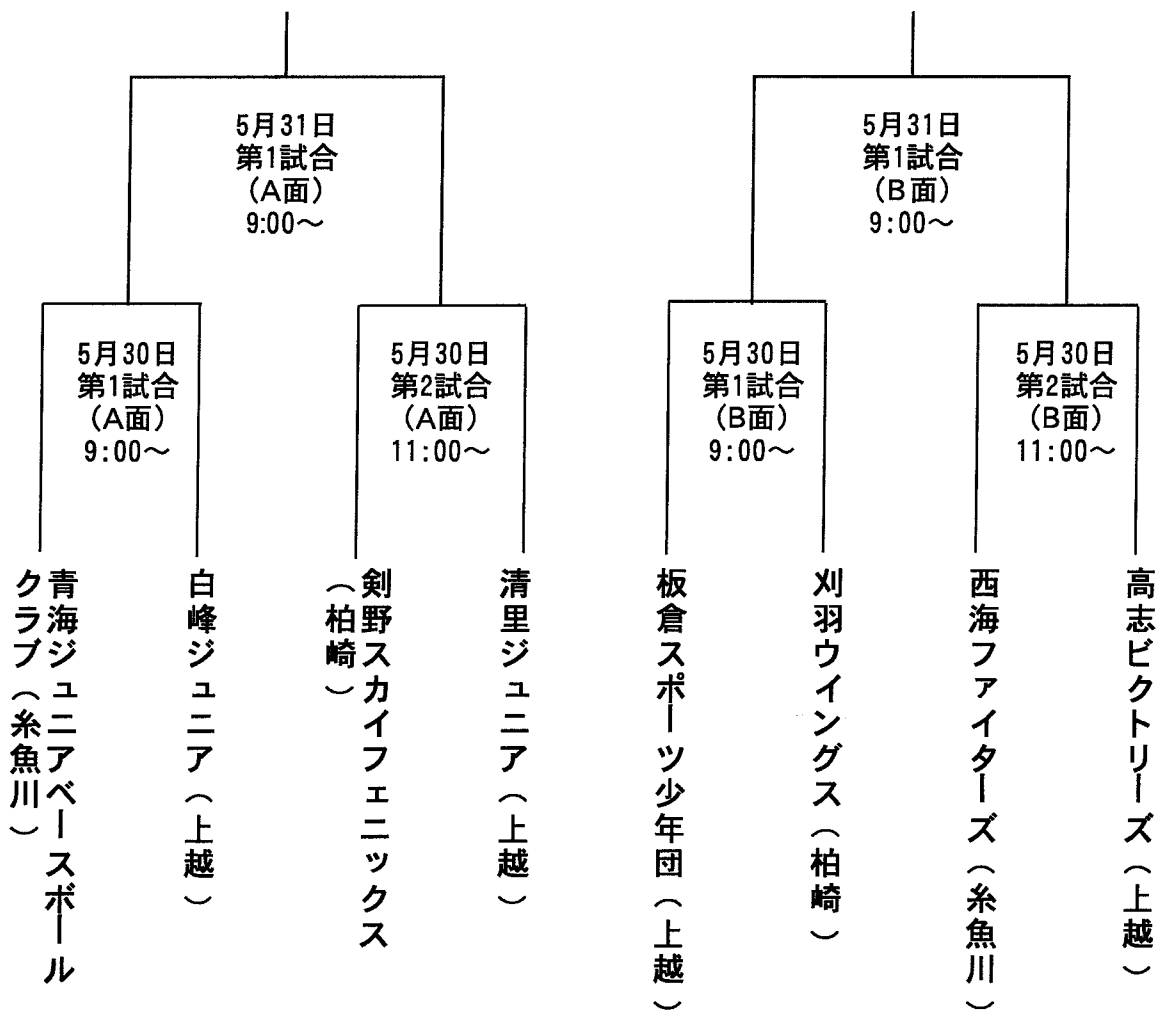 5月31日
第1試合
(A面)
9:00～
5月31日
第1試合
(B面)
9:00～
5月30日
第1試合
(A面)
9:00～
5月30日
第2試合
(A面)
11:00～
5月30日
第1試合
(B面)
9:00～
5月30日
第2試合
(B面)
11:00～
青海ジュニアベースボール
クラブ(糸魚川)
白峰ジュニア(上越)
剣野スカイフェニックス
(柏崎)
清里ジュニア(上越)
板倉スポーツ少年団(上越)
刈羽ウイングス(柏崎)
西海ファイターズ(糸魚川)
高志ビクトリーズ(上越)